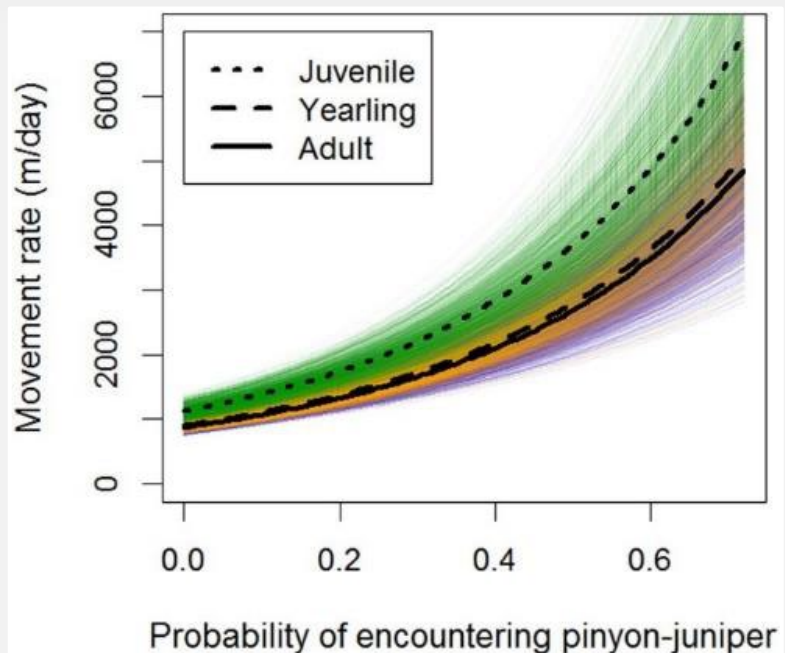 Juvenile
Yearling
Adult
Movement rate (m/day)
6000
4000
2000
0
0.0 0.2 0.4 0.6
Probability of encountering pinyon-juniper